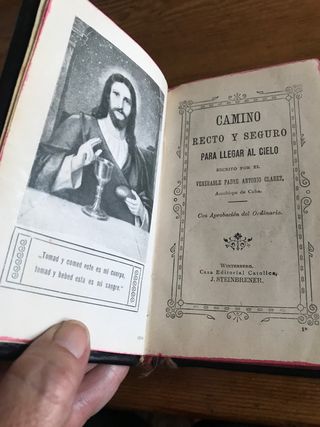 „Tomad y comed este es mi cuerpo,
tomad y bebed esta es mi sangre.“
CAMINO
RECTO Y SEGURO
PARA LLEGAR AL CIELO
ESCRITO POR EL
VENERABLE PADRE ANTONIO CLARET,
Arzobispo de Cuba.
Con Aprobación del Ordinario.
WINTERBERG.
CASA EDITORIAL CATOLICA,
J. STEINBRENER.